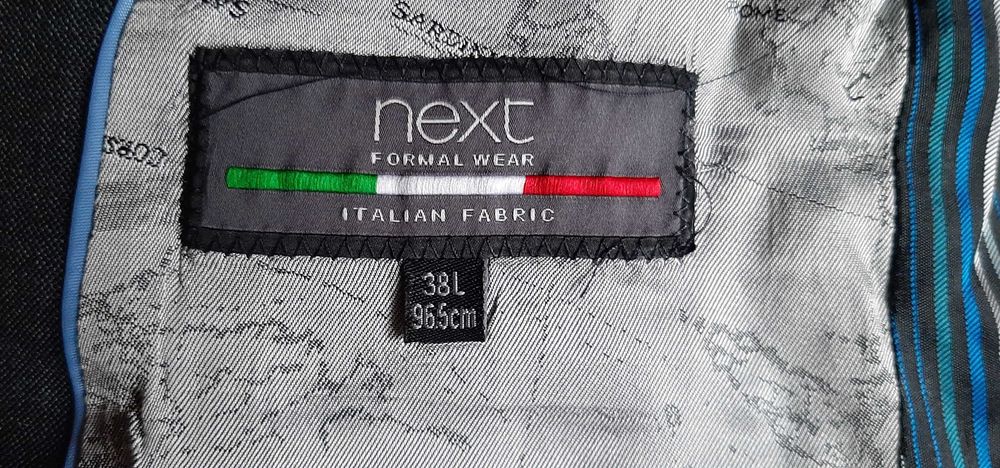 next
FORMAL WEAR
ITALIAN FABRIC
38L
96.5cm